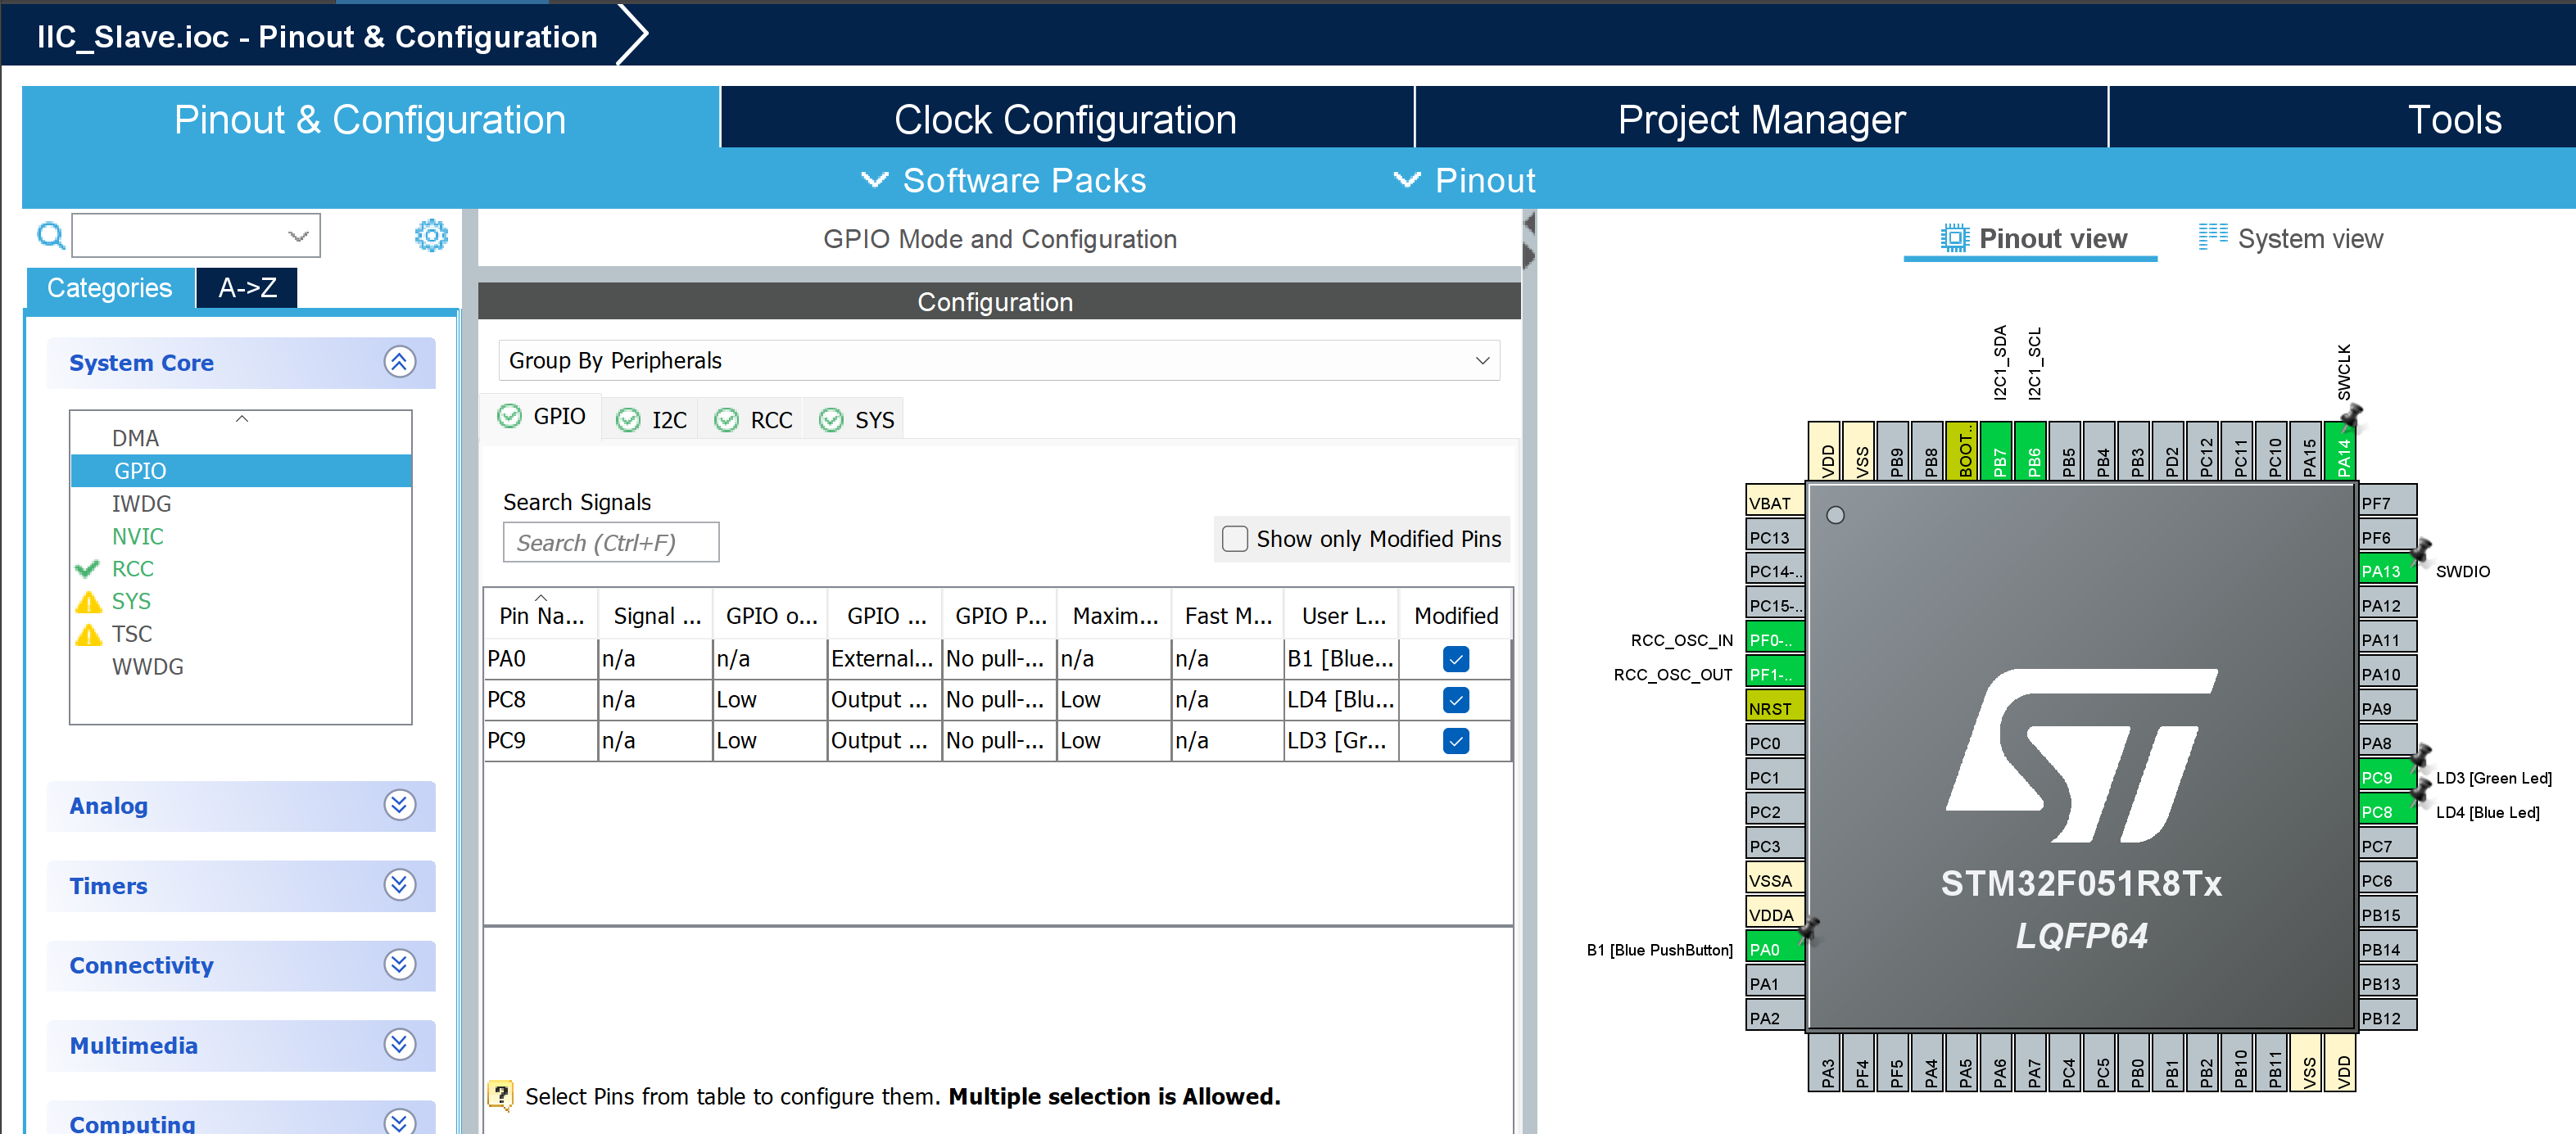 IIC_Slave.ioc - Pinout & Configuration
Pinout & Configuration
Clock Configuration
Project Manager
Tools
Software Packs
Pinout
Categories
A->Z
System Core
DMA
GPIO
IWDG
NVIC
RCC
SYS
TSC
WWDG
Analog
Timers
Connectivity
Multimedia
Computing
GPIO Mode and Configuration
Configuration
Group By Peripherals
GPIO
I2C
RCC
SYS
Search Signals
Search (Ctrl+F)
Show only Modified Pins
Pin Na... Signal ... GPIO o... GPIO ... GPIO P... Maxim... Fast M... User L... Modified
PA0 n/a n/a External... No pull-... n/a n/a B1 [Blue...
PC8 n/a Low Output ... No pull-... Low n/a LD4 [Blu...
PC9 n/a Low Output ... No pull-... Low n/a LD3 [Gr...
Select Pins from table to configure them. Multiple selection is Allowed.
Pinout view
System view
I2C1_SDA
I2C1_SCL
SWCLK
VDD
VSS
PB9
PB8
BOOT..
PB7
PB6
PB5
PB4
PB3
PD2
PC12
PC11
PC10
PA15
PA14
VBAT
PC13
PC14-..
PC15-..
RCC_OSC_IN PF0-..
RCC_OSC_OUT PF1-..
NRST
PC0
PC1
PC2
PC3
VSSA
VDDA
B1 [Blue PushButton] PA0
PA1
PA2
ST
STM32F051R8Tx
LQFP64
PF7
PF6
PA13 SWDIO
PA12
PA11
PA10
PA9
PA8
PC9 LD3 [Green Led]
PC8 LD4 [Blue Led]
PC7
PC6
PB15
PB14
PB13
PB12
PA3
PF4
PF5
PA4
PA5
PA6
PA7
PC4
PC5
PB0
PB1
PB2
PB10
PB11
VSS
VDD